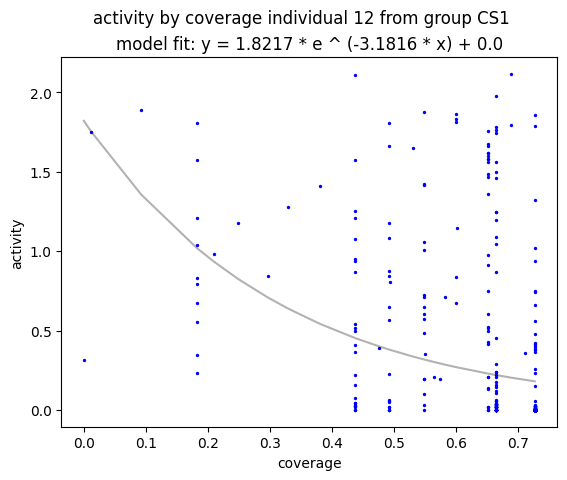 activity by coverage individual 12 from group CS1
model fit: y = 1.8217 * e ^ (-3.1816 * x) + 0.0
2.0
1.5
1.0
0.5
0.0
activity
0.0 0.1 0.2 0.3 0.4 0.5 0.6 0.7
coverage